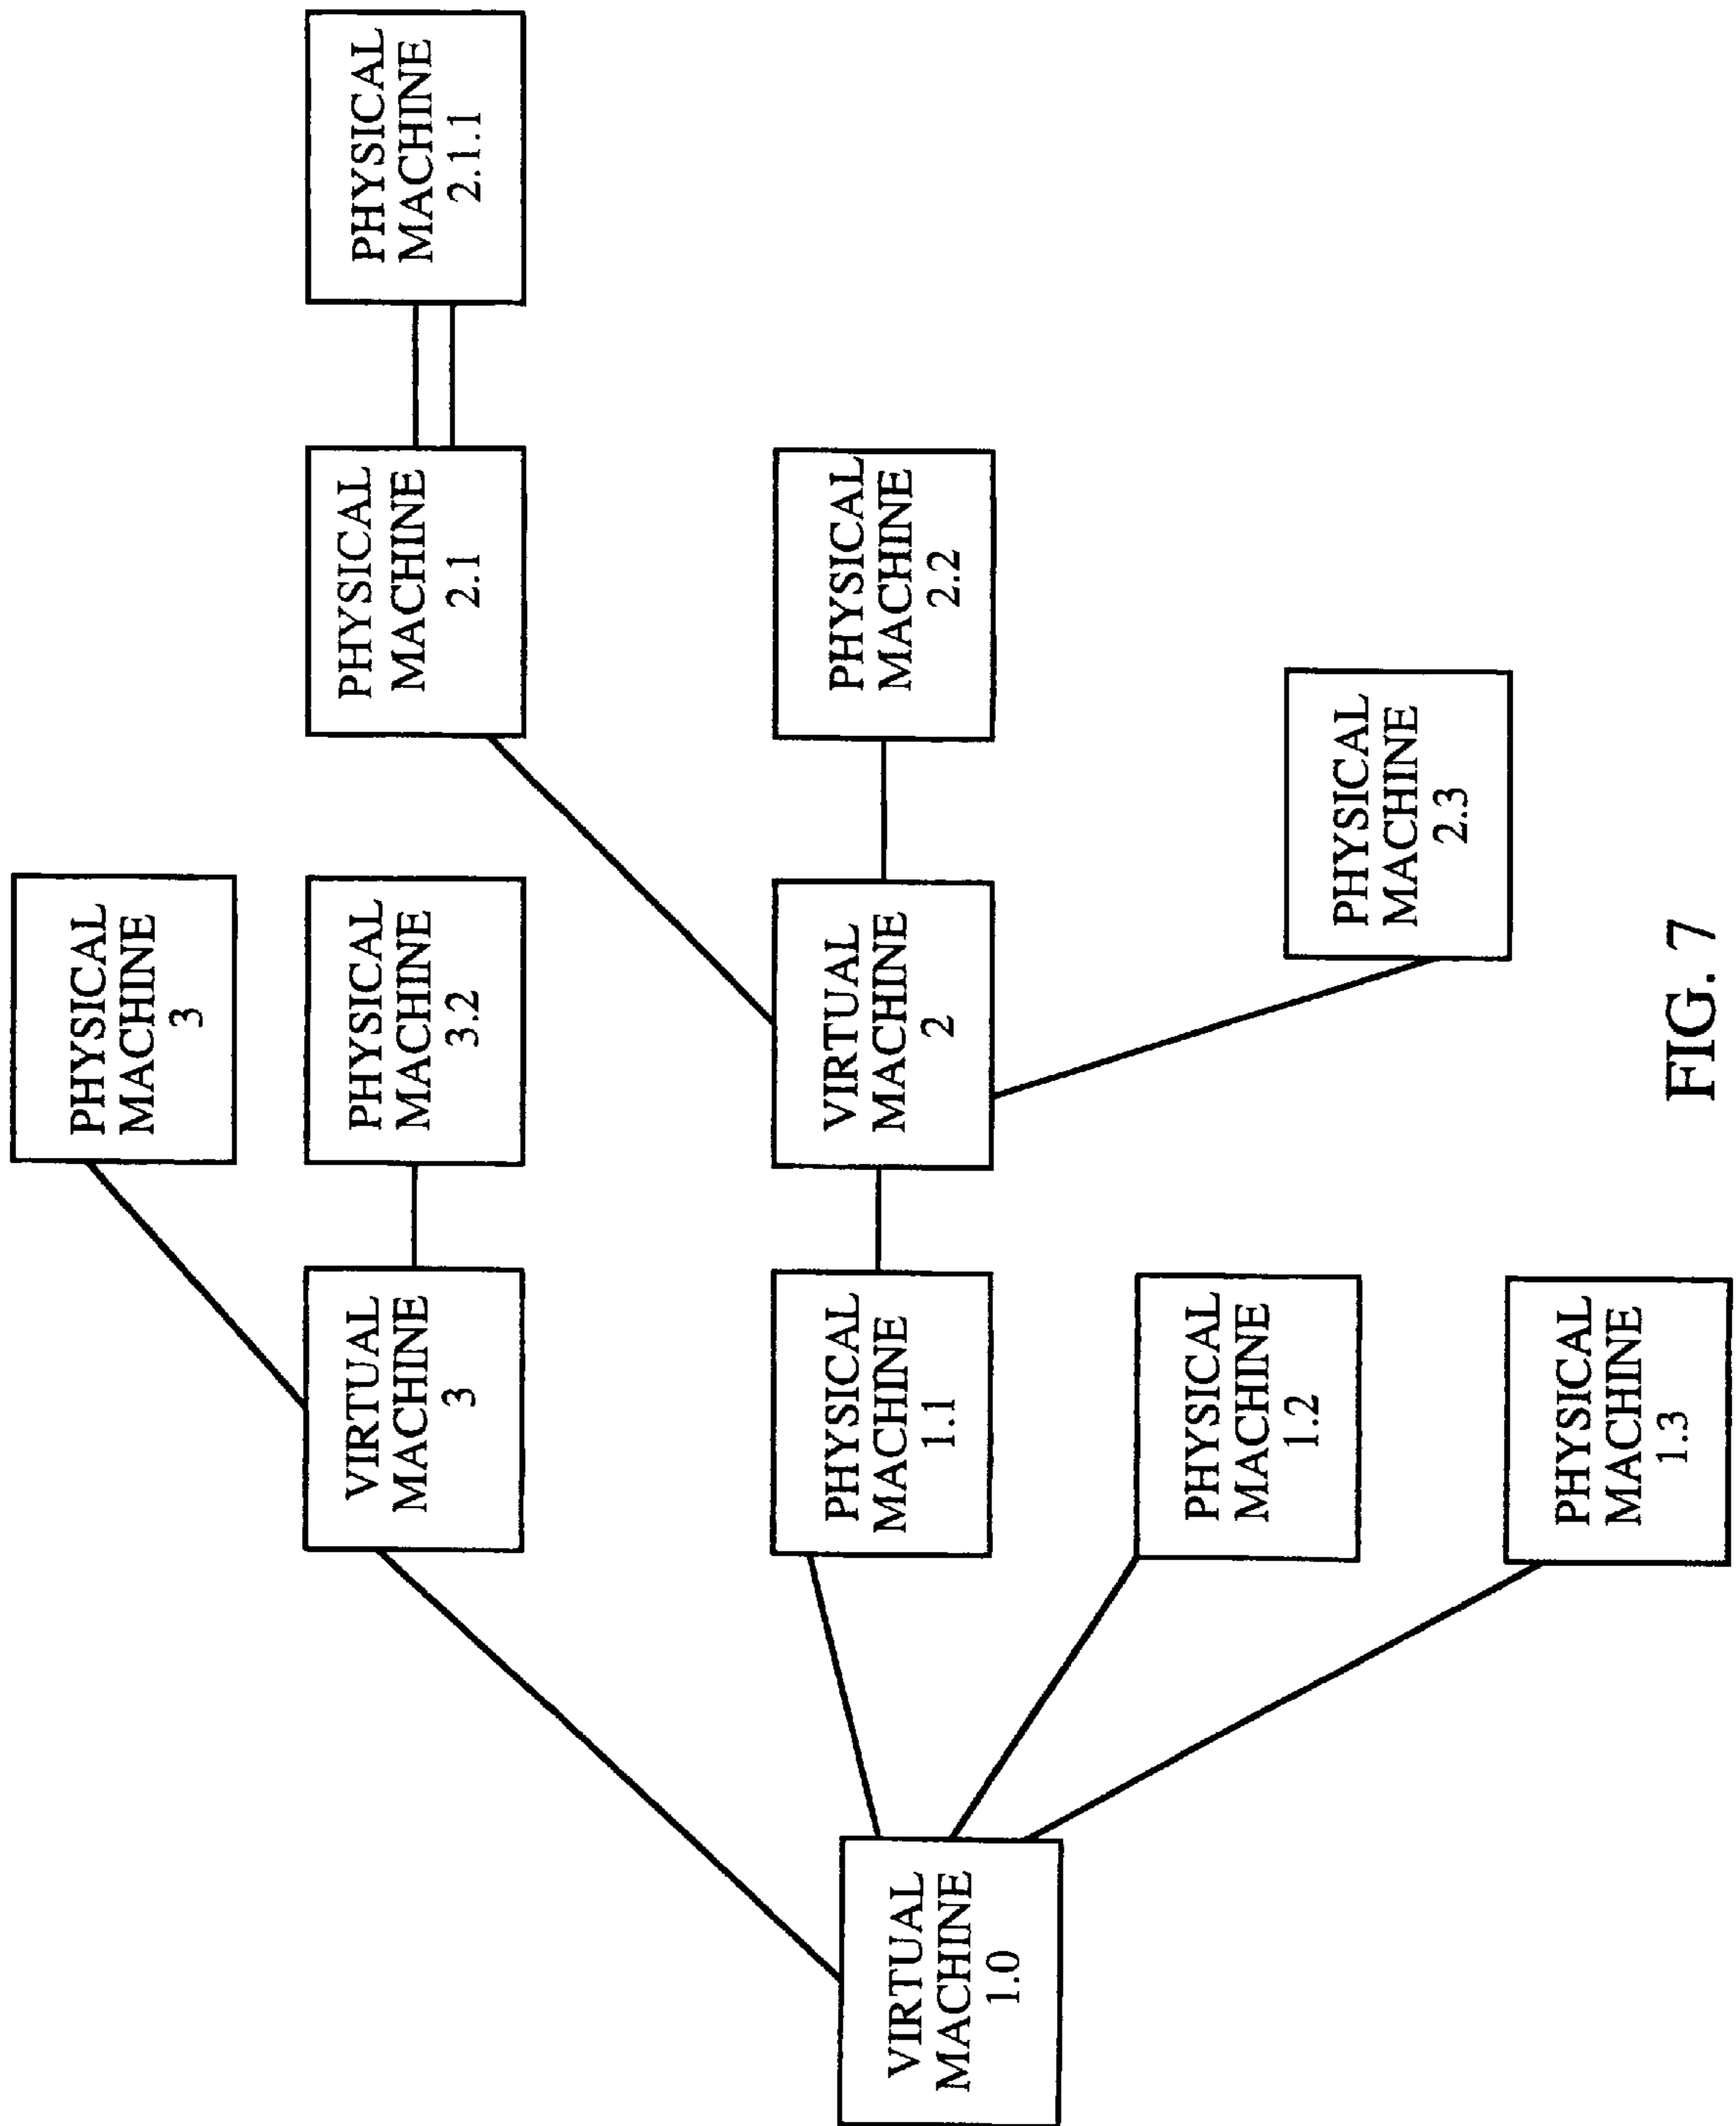 PHYSICAL
MACHINE
3
VIRTUAL
MACHINE
3
PHYSICAL
MACHINE
3.2
PHYSICAL
MACHINE
2.1
PHYSICAL
MACHINE
2.1.1
VIRTUAL
MACHINE
1.0
PHYSICAL
MACHINE
1.1
VIRTUAL
MACHINE
2
PHYSICAL
MACHINE
2.2
PHYSICAL
MACHINE
1.2
PHYSICAL
MACHINE
2.3
PHYSICAL
MACHINE
1.3
FIG. 7